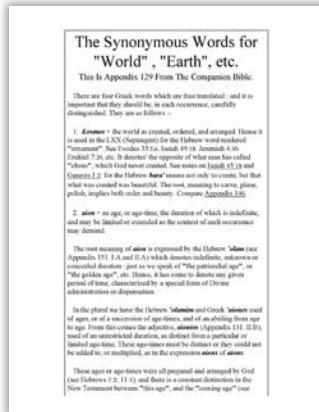 The Synonymous Words for
"World" , "Earth", etc.
This Is Appendix 129 From The Companion Bible.
There are four Greek words which are thus translated ; and it is
important that they should be, in each occurrence, carefully
distinguished. They are as follows :-
1. Kosmos = the world as created, ordered, and arranged. Hence it
is used in the LXX (Septuagint) for the Hebrew word rendered
"ornament". See Exodus 33:5,6. Isaiah 49:18. Jeremiah 4:30.
Ezekiel 7:20, etc. It denotes the opposite of what man has called
"chaos", which God never created. See notes on Isaiah 45:18 and
Genesis 1:2: for the Hebrew bara' means not only to create, but that
what was created was beautiful. The root, meaning to carve, plane,
polish, implies both order and beauty. Compare Appendix 146.
2. aion = an age, or age-time, the duration of which is indefinite,
and may be limited or extended as the context of each occurrence
may demand.
The root meaning of aion is expressed by the Hebrew 'olam (see
Appendix 151. I.A and II.A) which denotes indefinite, unknown or
concealed duration : just as we speak of "the patriarchal age", or
"the golden age", etc. Hence, it has come to denote any given
period of time, characterized by a special form of Divine
administration or dispensation.
In the plural we have the Hebrew 'olamim and Greek 'aiones used
of ages, or of a succession of age-times, and of an abiding from age
to age. From this comes the adjective, aionios (Appendix 151. II.B),
used of an unrestricted duration, as distinct from a particular or
limited age-time. These age-times must be distinct or they could not
be added to, or multiplied, as in the expression aions of aions.
These ages or age-times were all prepared and arranged by God
(see Hebrews 1:2, 11:3); and there is a constant distinction in the
New Testament between "this age", and the "coming age" (see